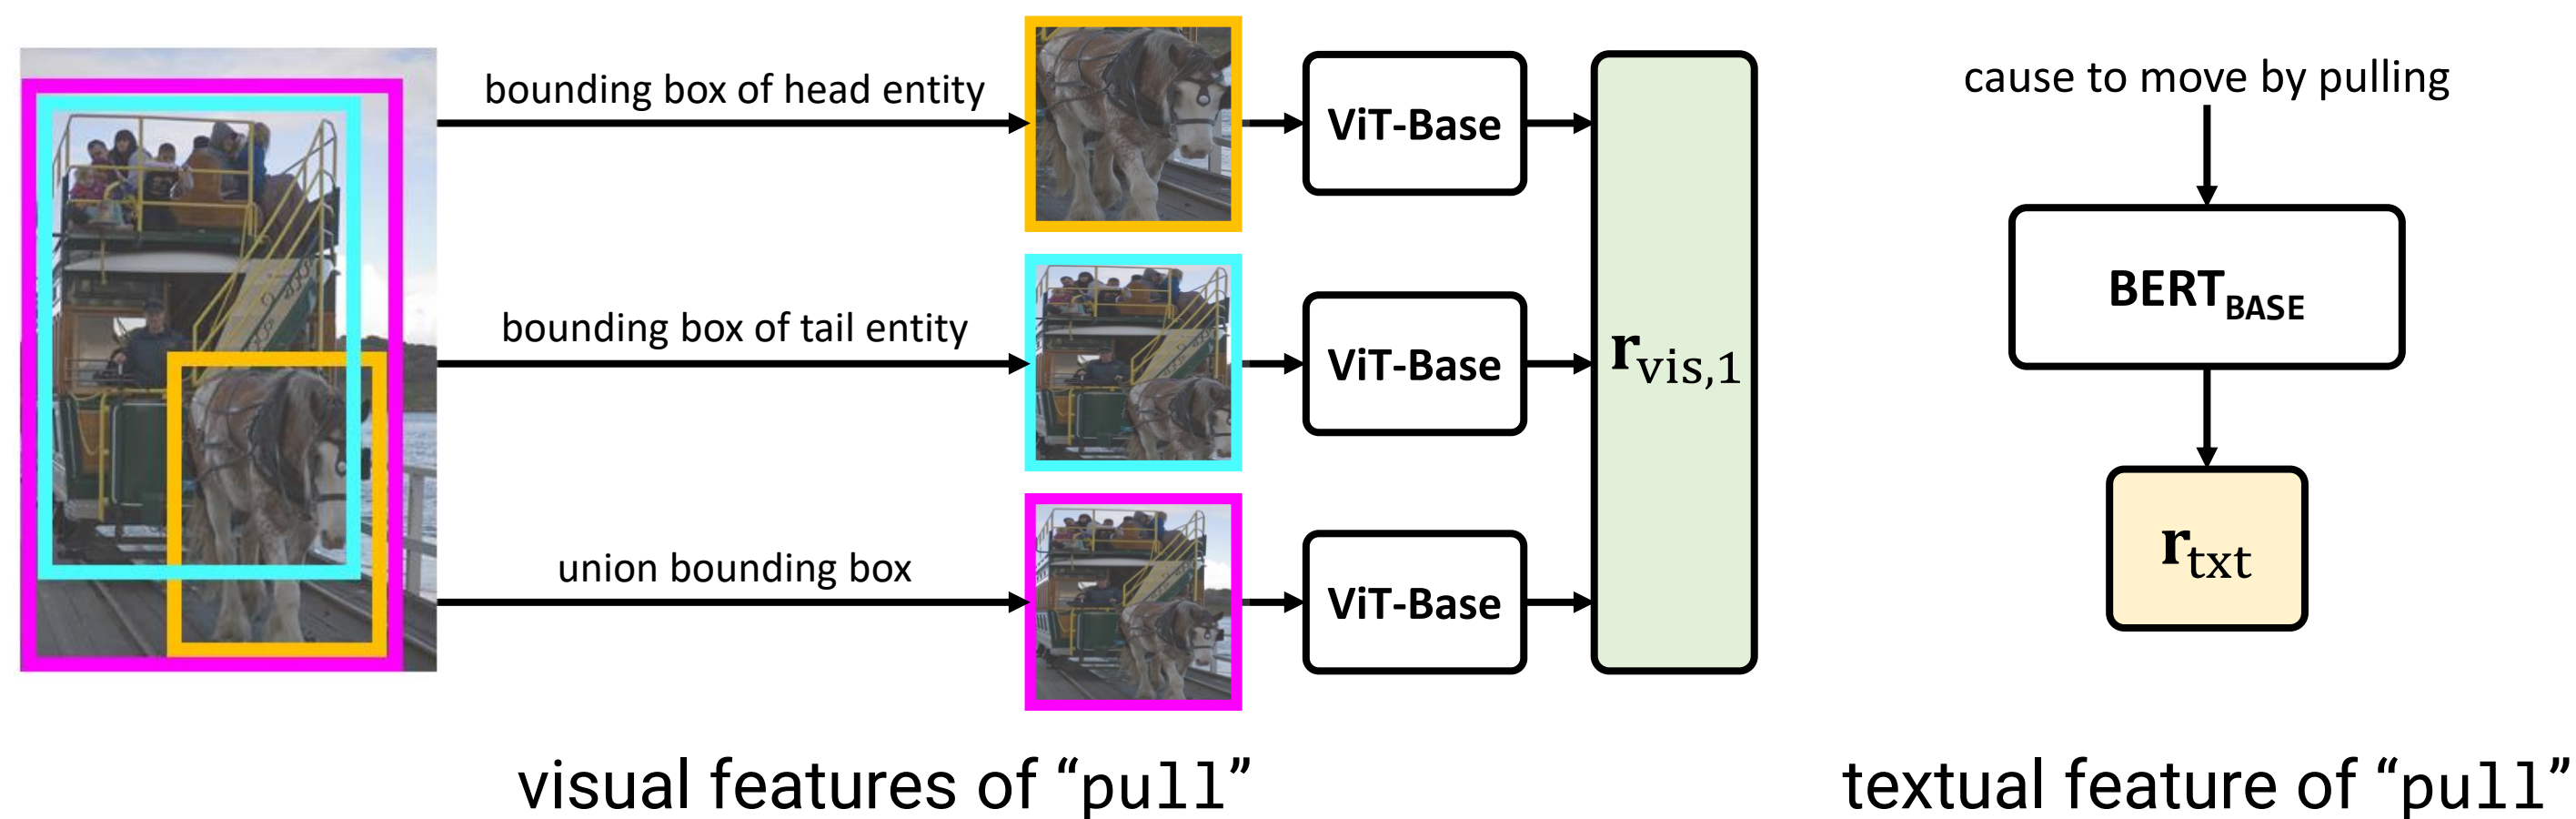 bounding box of head entity
ViT-Base
bounding box of tail entity
ViT-Base
union bounding box
ViT-Base
r_vis,1
visual features of “pull”
cause to move by pulling
BERT_BASE
r_txt
textual feature of “pull”